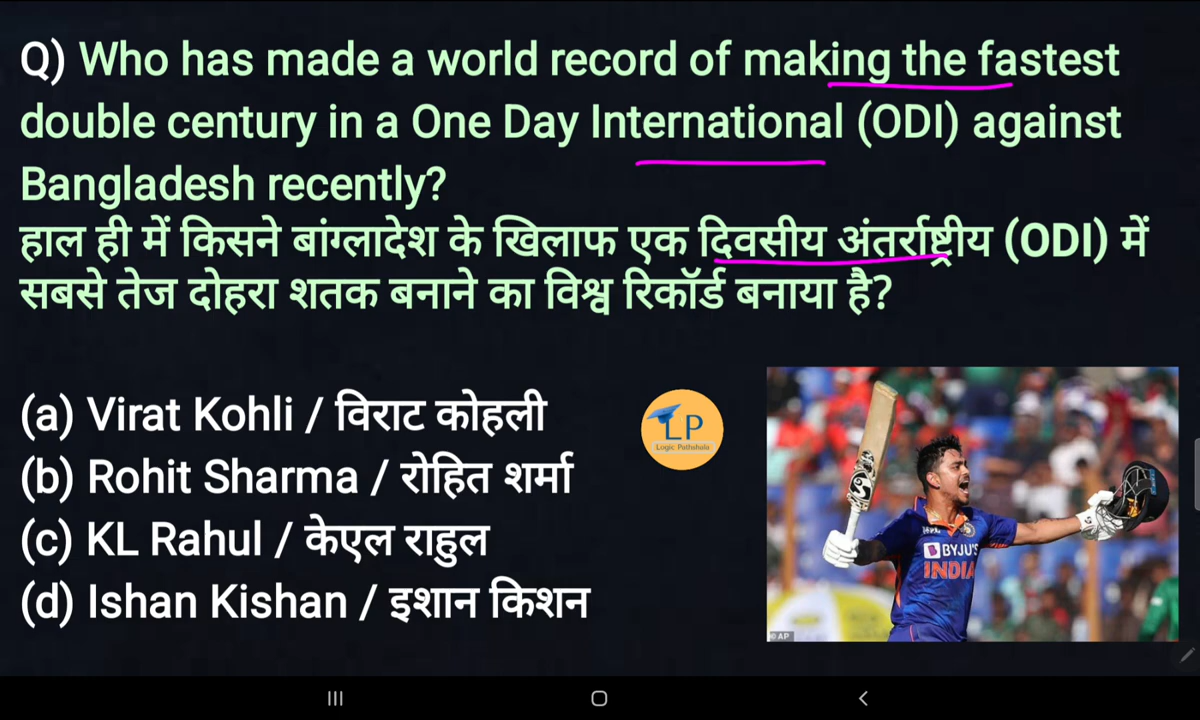 Q) Who has made a world record of making the fastest
double century in a One Day International (ODI) against
Bangladesh recently?
हाल ही में किसने बांग्लादेश के खिलाफ एक दिवसीय अंतर्राष्ट्रीय (ODI) में
सबसे तेज दोहरा शतक बनाने का विश्व रिकॉर्ड बनाया है?
(a) Virat Kohli / विराट कोहली
(b) Rohit Sharma / रोहित शर्मा
(c) KL Rahul / केएल राहुल
(d) Ishan Kishan / इशान किशन
LP
Logic Pathshala
BYJU'S
INDIA
© AP